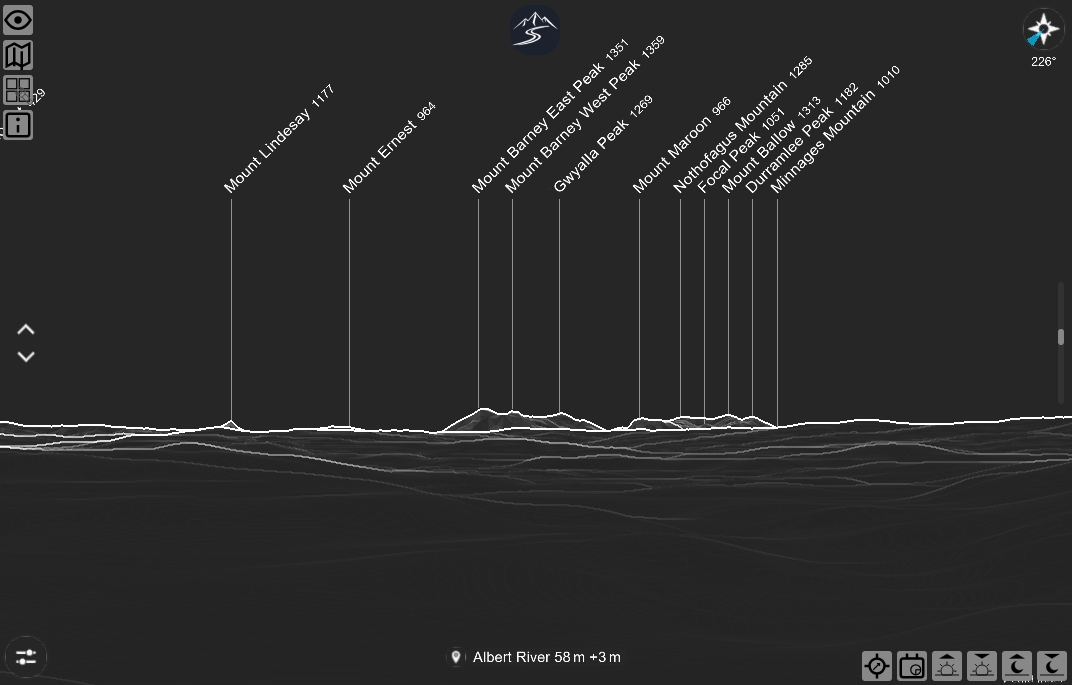 226°
Mount Lindesay 1177
Mount Ernest 964
Mount Barney East Peak 1351
Mount Barney West Peak 1359
Gwyalla Peak 1269
Mount Maroon 966
Nothofagus Mountain 1285
Focal Peak 1051
Mount Ballow 1313
Durramlee Peak 1182
Minnages Mountain 1010
Albert River 58 m +3 m